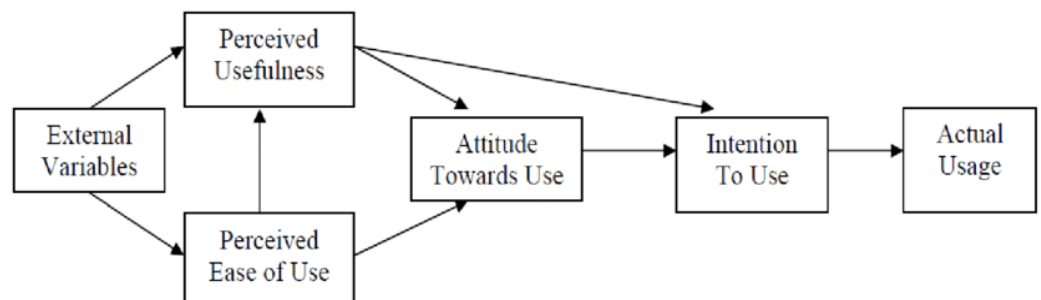 Perceived
Usefulness
External
Variables
Attitude
Towards Use
Intention
To Use
Actual
Usage
Perceived
Ease of Use